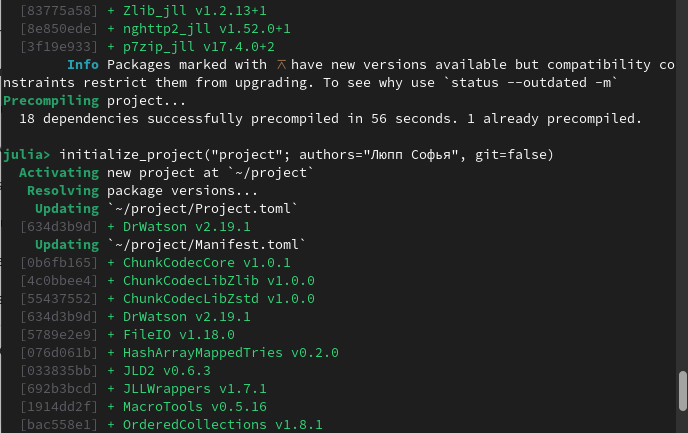 [83775a58] + Zlib_jll v1.2.13+1
[8e850ede] + nghttp2_jll v1.52.0+1
[3f19e933] + p7zip_jll v17.4.0+2
Info Packages marked with ⌅ have new versions available but compatibility co
nstraints restrict them from upgrading. To see why use `status --outdated -m`
Precompiling project...
18 dependencies successfully precompiled in 56 seconds. 1 already precompiled.
julia> initialize_project("project"; authors="Люпп Софья", git=false)
Activating new project at `~/project`
Resolving package versions...
Updating `~/project/Project.toml`
[634d3b9d] + DrWatson v2.19.1
Updating `~/project/Manifest.toml`
[0b6fb165] + ChunkCodecCore v1.0.1
[4c0bbee4] + ChunkCodecLibZlib v1.0.0
[55437552] + ChunkCodecLibZstd v1.0.0
[634d3b9d] + DrWatson v2.19.1
[5789e2e9] + FileIO v1.18.0
[076d061b] + HashArrayMappedTries v0.2.0
[033835bb] + JLD2 v0.6.3
[692b3bcd] + JLLWrappers v1.7.1
[1914dd2f] + MacroTools v0.5.16
[bac558e1] + OrderedCollections v1.8.1